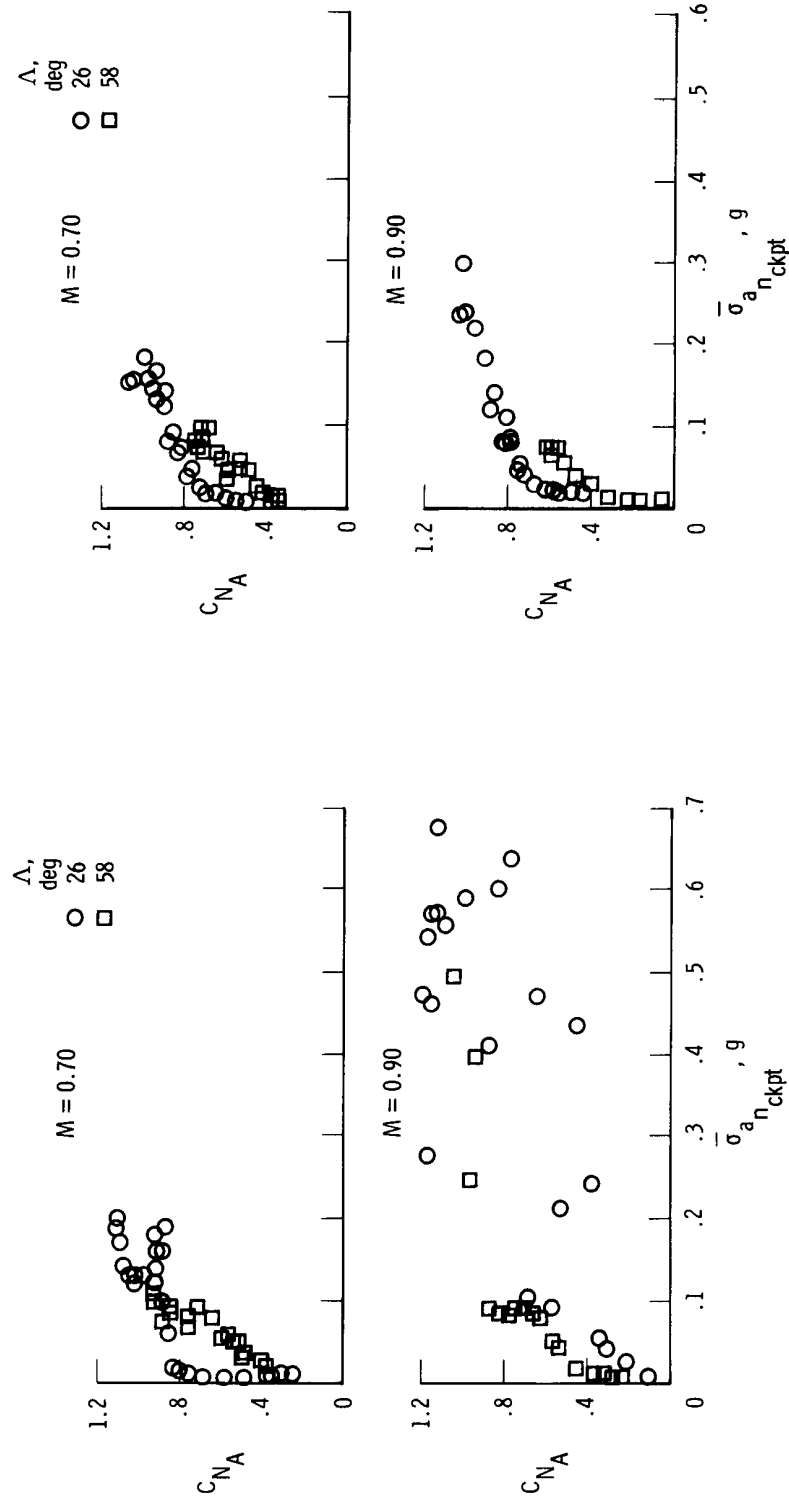 Λ,
deg
○ 26
□ 58
M = 0.70
1.2
.8
.4
0
C_N_A
M = 0.90
1.2
.8
.4
0
C_N_A
.1 .2 .3 .4 .5 .6 .7
σ̄_a_n_ckpt , g
Λ,
deg
○ 26
□ 58
M = 0.70
1.2
.8
.4
0
C_N_A
M = 0.90
1.2
.8
.4
0
C_N_A
.1 .2 .3 .4 .5 .6
σ̄_a_n_ckpt , g